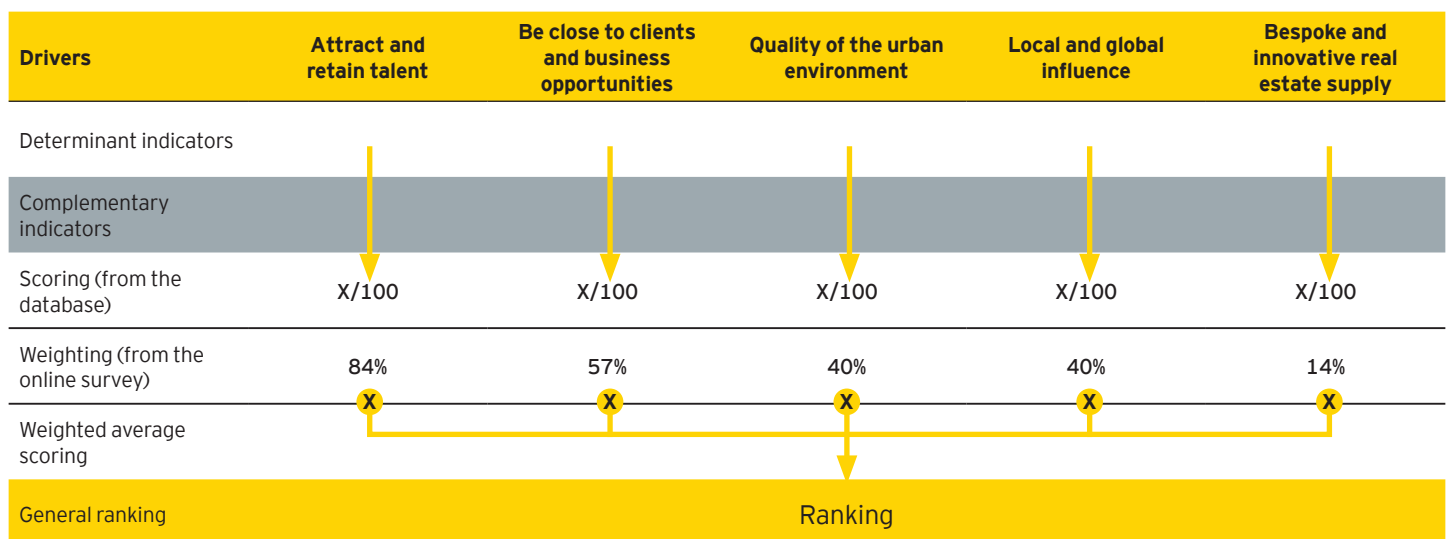 Drivers
Attract and
retain talent
Be close to clients
and business
opportunities
Quality of the urban
environment
Local and global
influence
Bespoke and
innovative real
estate supply
Determinant indicators
Complementary
indicators
Scoring (from the
database)
X/100 X/100 X/100 X/100 X/100
Weighting (from the
online survey)
84% 57% 40% 40% 14%
X X X X X
Weighted average
scoring
General ranking
Ranking